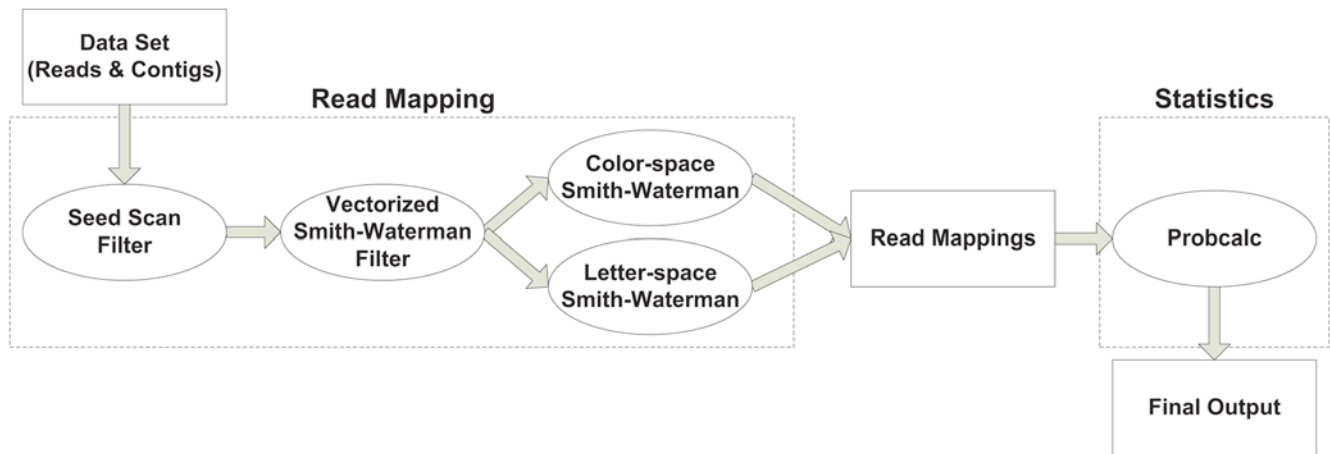 Data Set
(Reads & Contigs)
Read Mapping
Statistics
Seed Scan
Filter
Vectorized
Smith-Waterman
Filter
Color-space
Smith-Waterman
Letter-space
Smith-Waterman
Read Mappings
Probcalc
Final Output